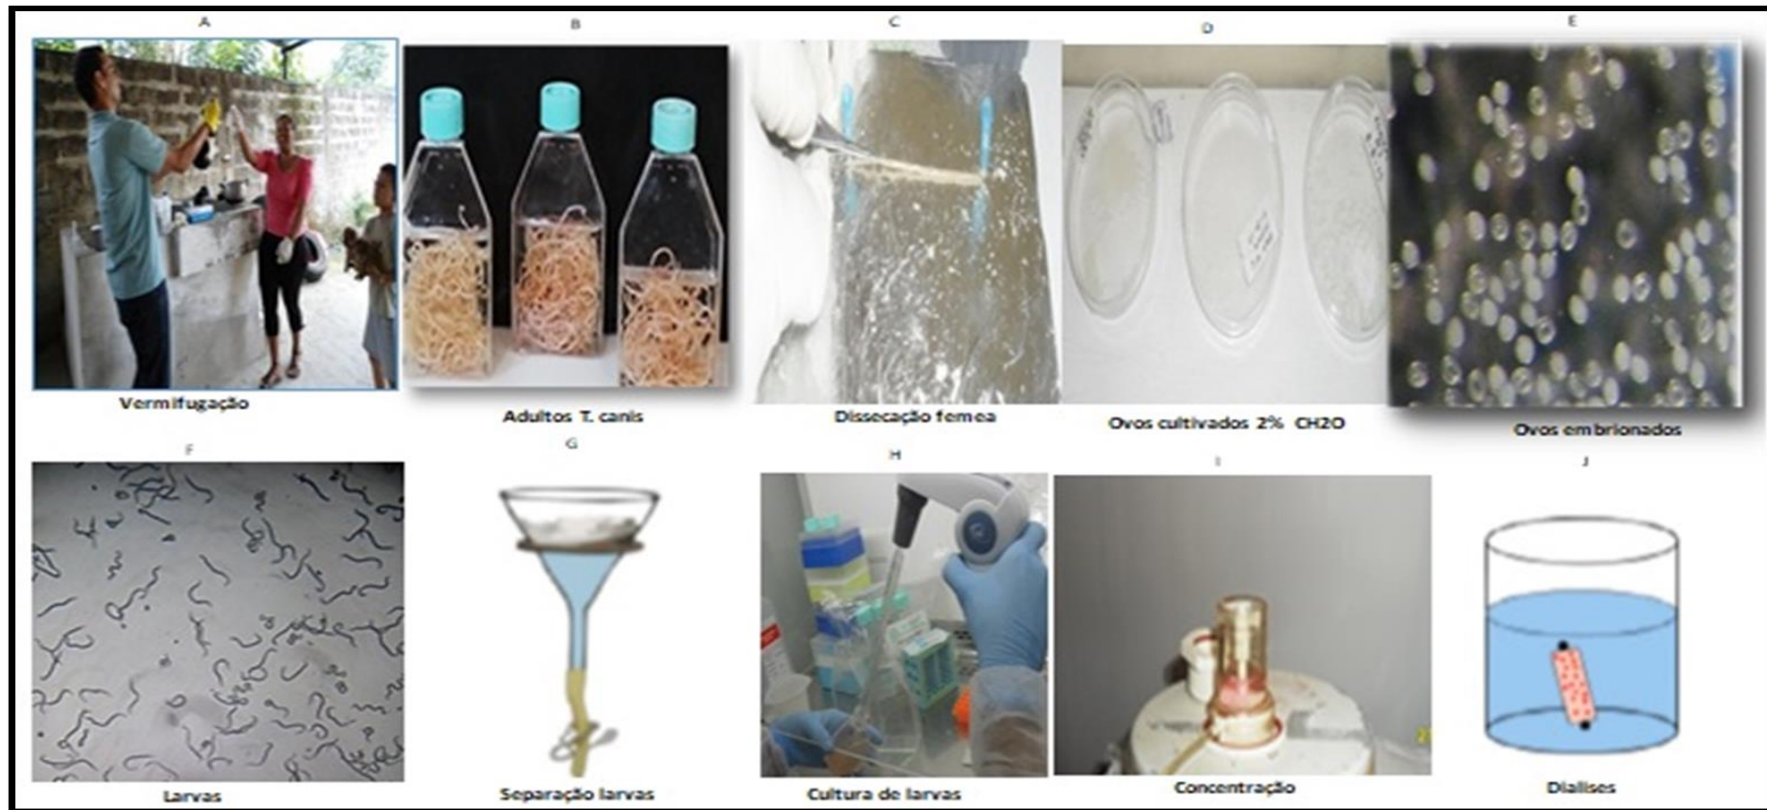 A
B
C
D
E
Vermifugação
Adultos T. canis
Dissecação femea
Ovos cultivados 2% CH2O
Ovos embrionados
F
G
H
I
J
Larvas
Separação larvas
Cultura de larvas
Concentração
Dialises